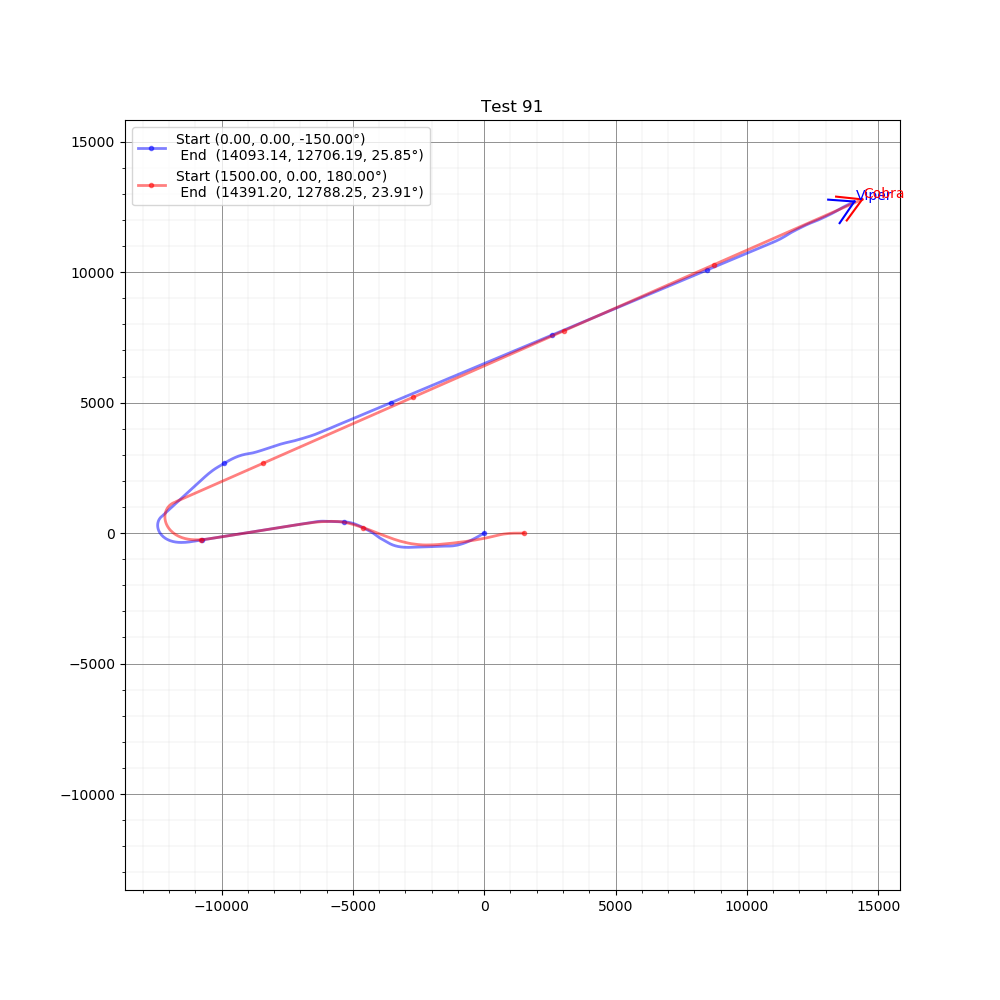 Test 91
Start (0.00, 0.00, -150.00°)
End (14093.14, 12706.19, 25.85°)
Start (1500.00, 0.00, 180.00°)
End (14391.20, 12788.25, 23.91°)
Viper
Cobra
15000
10000
5000
0
−5000
−10000
−10000
−5000
0
5000
10000
15000